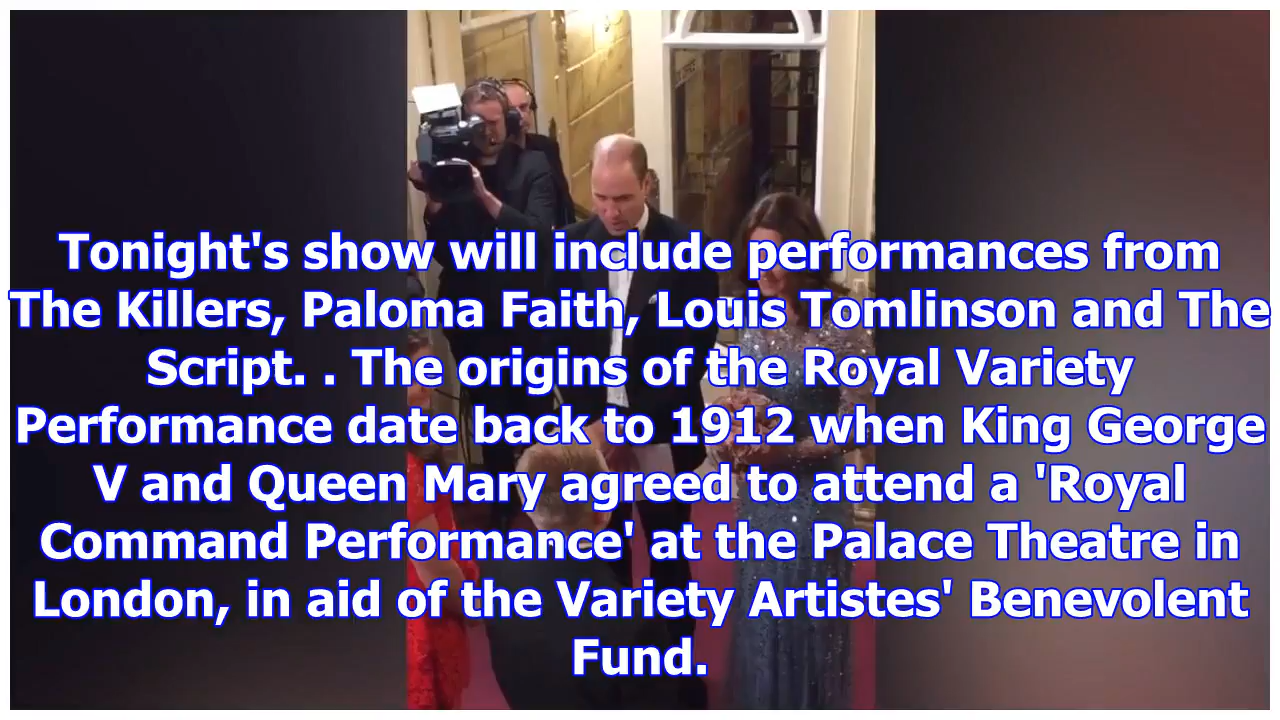 Tonight's show will include performances from
The Killers, Paloma Faith, Louis Tomlinson and The
Script. . The origins of the Royal Variety
Performance date back to 1912 when King George
V and Queen Mary agreed to attend a 'Royal
Command Performance' at the Palace Theatre in
London, in aid of the Variety Artistes' Benevolent
Fund.